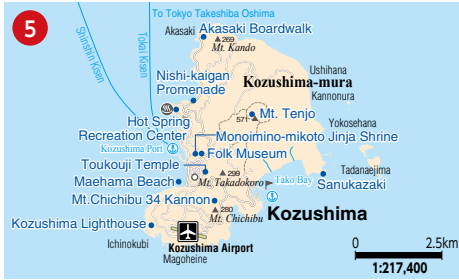 5
To Tokyo Takeshiba Oshima
Shinshin Kisen
Tokai Kisen
Akasaki
Akasaki Boardwalk
269
Mt. Kando
Nishi-kaigan
Promenade
Kozushima-mura
Ushihana
Kannonura
Hot Spring
Recreation Center
571
Mt. Tenjo
Yokosehana
Kozushima Port
Monoimino-mikoto Jinja Shrine
Folk Museum
Toukouji Temple
299
Mt. Takadokoro
Tadanaejima
Tako Bay
Sanukazaki
Maehama Beach
Mt.Chichibu 34 Kannon
280
Mt. Chichibu
Kozushima
Kozushima Lighthouse
Ichinokubi
Kozushima Airport
Magoheine
0 2.5km
1:217,400